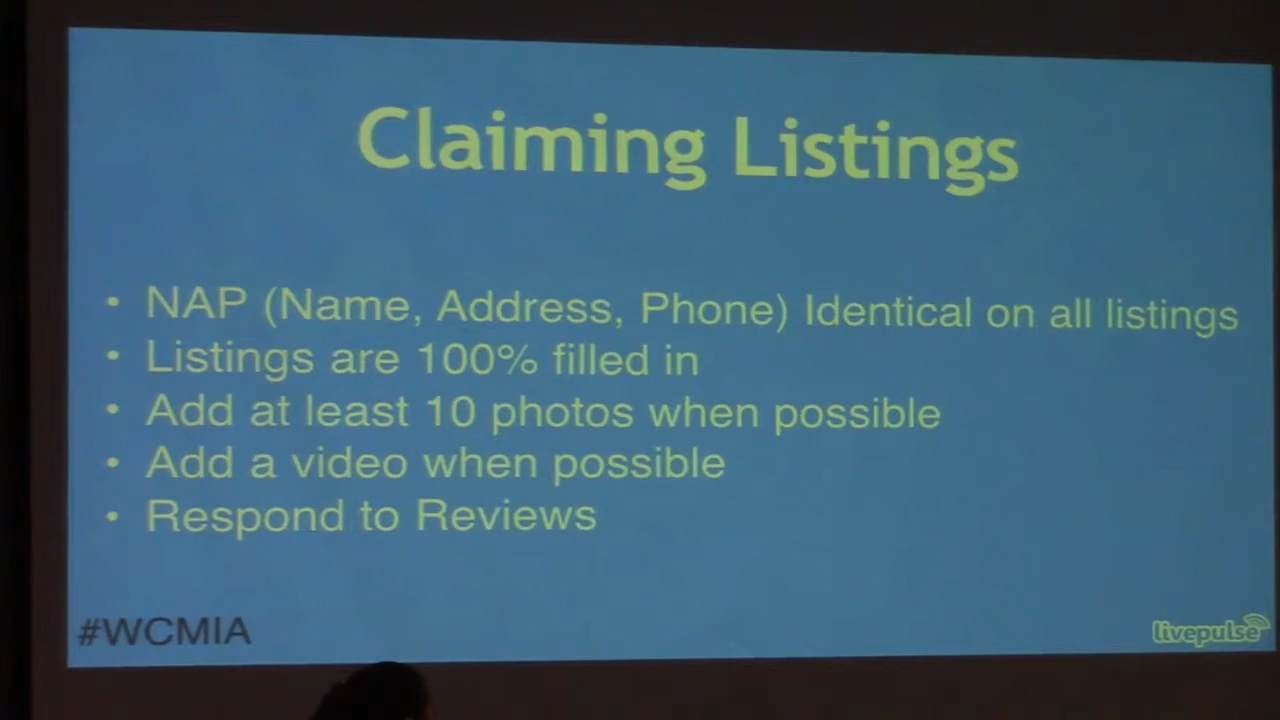 Claiming Listings
• NAP (Name, Address, Phone) Identical on all listings
• Listings are 100% filled in
• Add at least 10 photos when possible
• Add a video when possible
• Respond to Reviews
#WCMIA
livepulse